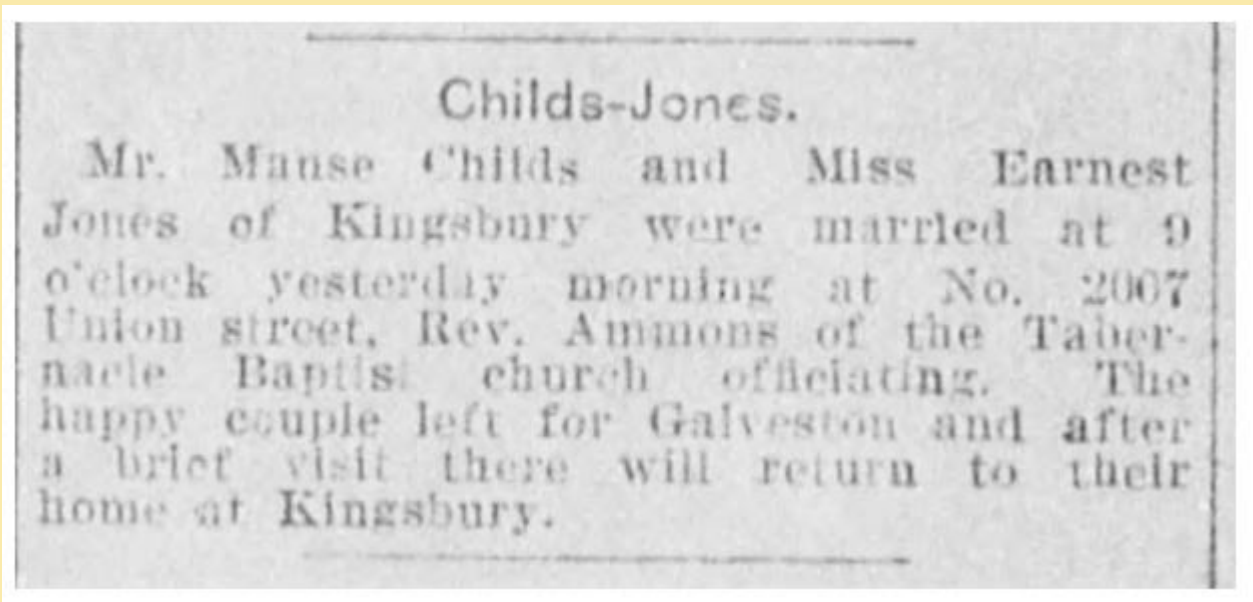 Childs-Jones.
Mr. Manse Childs and Miss Earnest
Jones of Kingsbury were married at 9
o'clock yesterday morning at No. 2007
Union street, Rev. Ammons of the Taber-
nacle Baptist church officiating. The
happy couple left for Galveston and after
a brief visit there will return to their
home at Kingsbury.